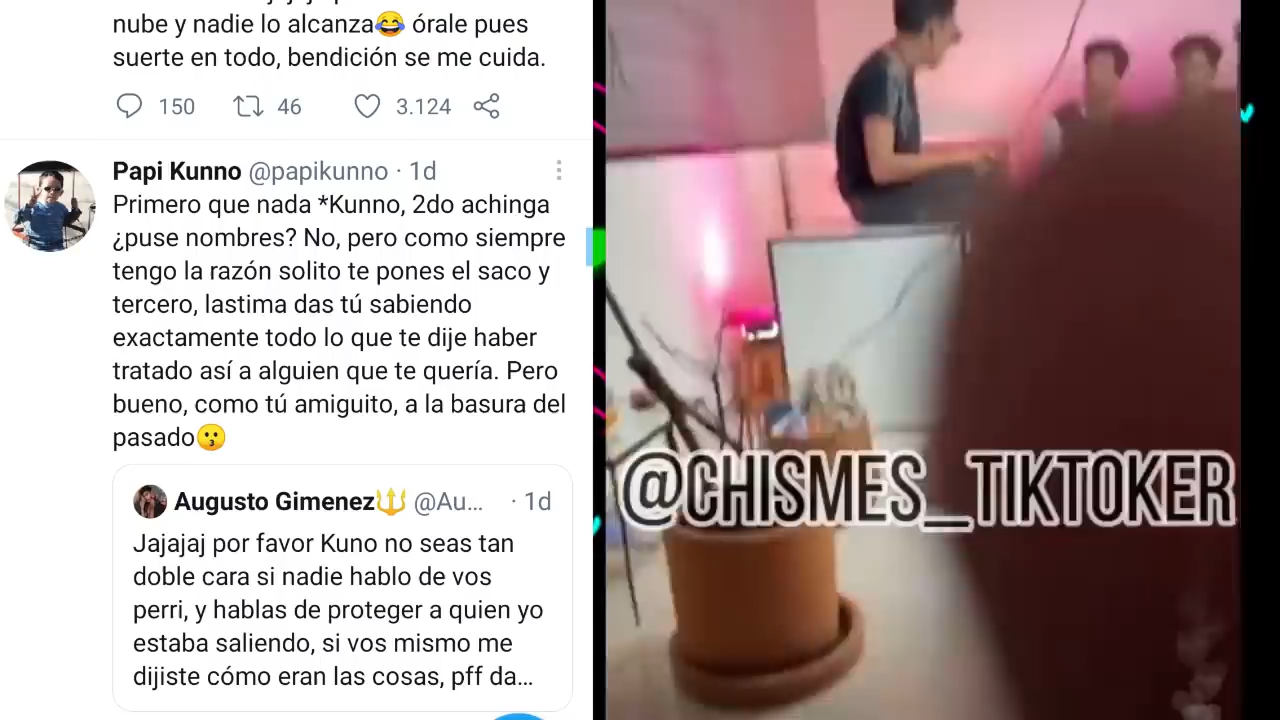 nube y nadie lo alcanza😂 órale pues
suerte en todo, bendición se me cuida.
150 46 3.124
Papi Kunno @papikunno · 1d
Primero que nada *Kunno, 2do achinga
¿puse nombres? No, pero como siempre
tengo la razón solito te pones el saco y
tercero, lastima das tú sabiendo
exactamente todo lo que te dije haber
tratado así a alguien que te quería. Pero
bueno, como tú amiguito, a la basura del
pasado😗
Augusto Gimenez🔱 @Au... · 1d
Jajajaj por favor Kuno no seas tan
doble cara si nadie hablo de vos
perri, y hablas de proteger a quien yo
estaba saliendo, si vos mismo me
dijiste cómo eran las cosas, pff da...
@CHISMES_TIKTOKER